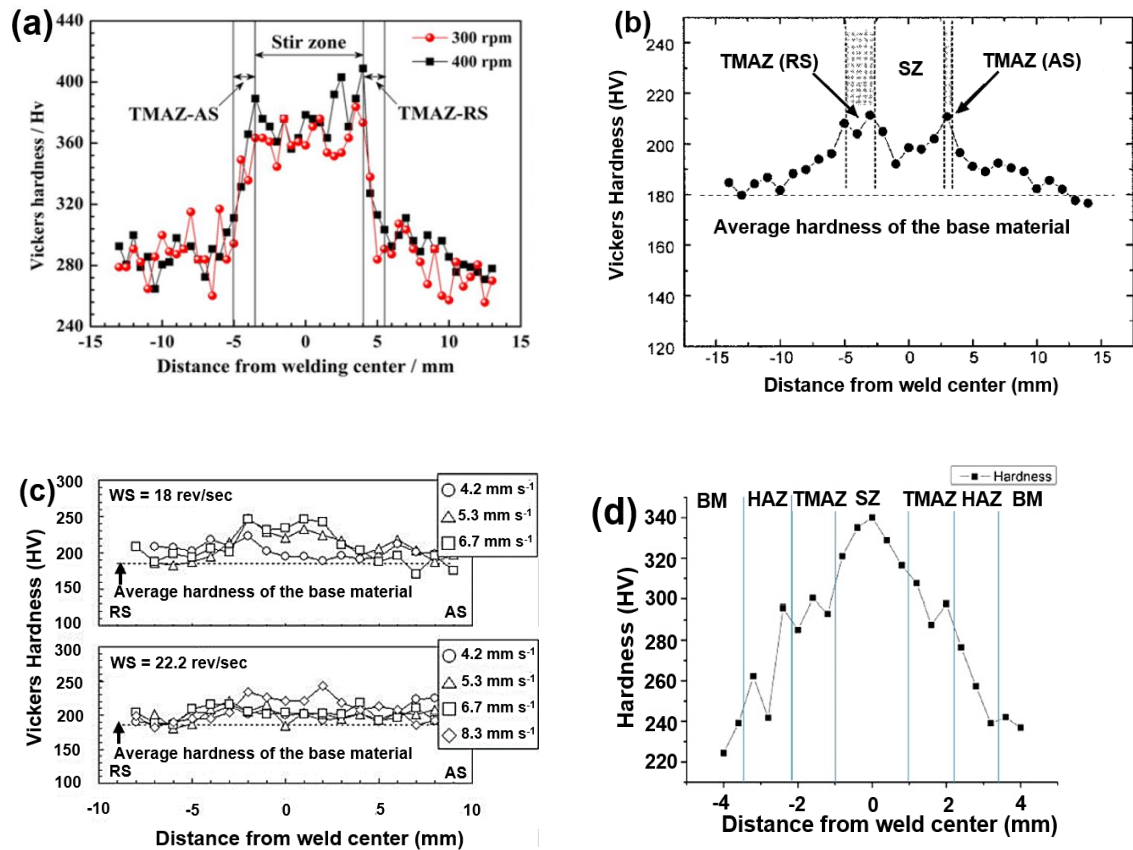 (a)
440
400
360
320
280
240
Vickers hardness / Hv
Stir zone
300 rpm
400 rpm
TMAZ-AS
TMAZ-RS
-15 -10 -5 0 5 10 15
Distance from welding center / mm
(b)
250
240
230
220
210
200
190
180
170
160
150
140
130
120
Vickers Hardness (HV)
TMAZ (RS)
SZ
TMAZ (AS)
Average hardness of the base material
-15 -10 -5 0 5 10 15
Distance from weld center (mm)
(c)
Vickers Hardness (HV)
300
250
200
150
100
WS = 18 rev/sec
4.2 mm s-1
5.3 mm s-1
6.7 mm s-1
Average hardness of the base material
RS AS
300
250
200
150
100
WS = 22.2 rev/sec
4.2 mm s-1
5.3 mm s-1
6.7 mm s-1
8.3 mm s-1
Average hardness of the base material
RS AS
-10 -5 0 5 10
Distance from weld center (mm)
(d)
Hardness
BM HAZ TMAZ SZ TMAZ HAZ BM
340
320
300
280
260
240
220
Hardness (HV)
-4 -2 0 2 4
Distance from weld center (mm)